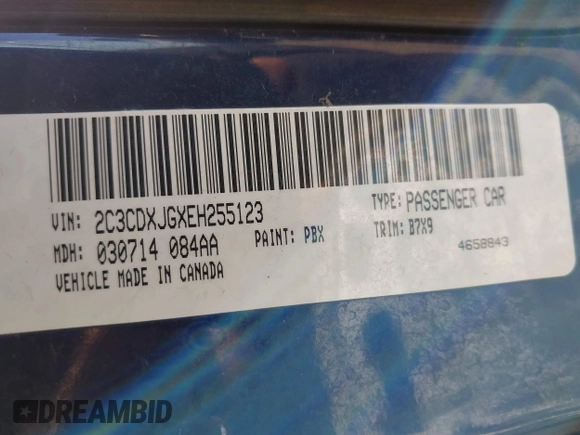 VIN: 2C3CDXJGXEH255123
TYPE: PASSENGER CAR
MDH: 030714 084AA
PAINT: PBX
TRIM: B7X9
VEHICLE MADE IN CANADA
4658843
DREAMBID